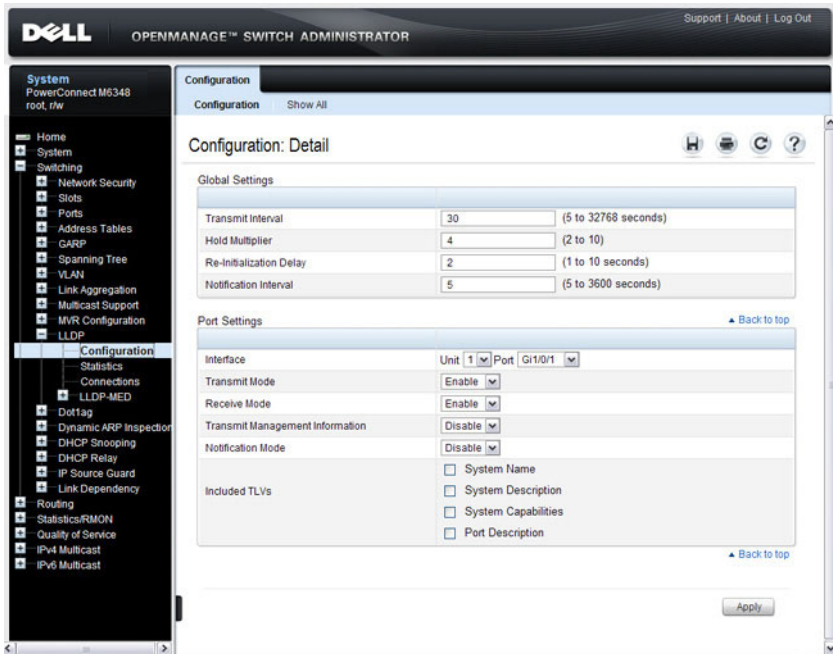 Support | About | Log Out
DELL
OPENMANAGE™ SWITCH ADMINISTRATOR
System
PowerConnect M6348
root, r/w
Home
System
Switching
Network Security
Slots
Ports
Address Tables
GARP
Spanning Tree
VLAN
Link Aggregation
Multicast Support
MVR Configuration
LLDP
Configuration
Statistics
Connections
LLDP-MED
Dot1ag
Dynamic ARP Inspection
DHCP Snooping
DHCP Relay
IP Source Guard
Link Dependency
Routing
Statistics/RMON
Quality of Service
IPv4 Multicast
IPv6 Multicast
Configuration
Configuration Show All
Configuration: Detail
Global Settings
Transmit Interval 30 (5 to 32768 seconds)
Hold Multiplier 4 (2 to 10)
Re-Initialization Delay 2 (1 to 10 seconds)
Notification Interval 5 (5 to 3600 seconds)
Port Settings Back to top
Interface Unit 1 Port Gi1/0/1
Transmit Mode Enable
Receive Mode Enable
Transmit Management Information Disable
Notification Mode Disable
Included TLVs
System Name
System Description
System Capabilities
Port Description
Back to top
Apply